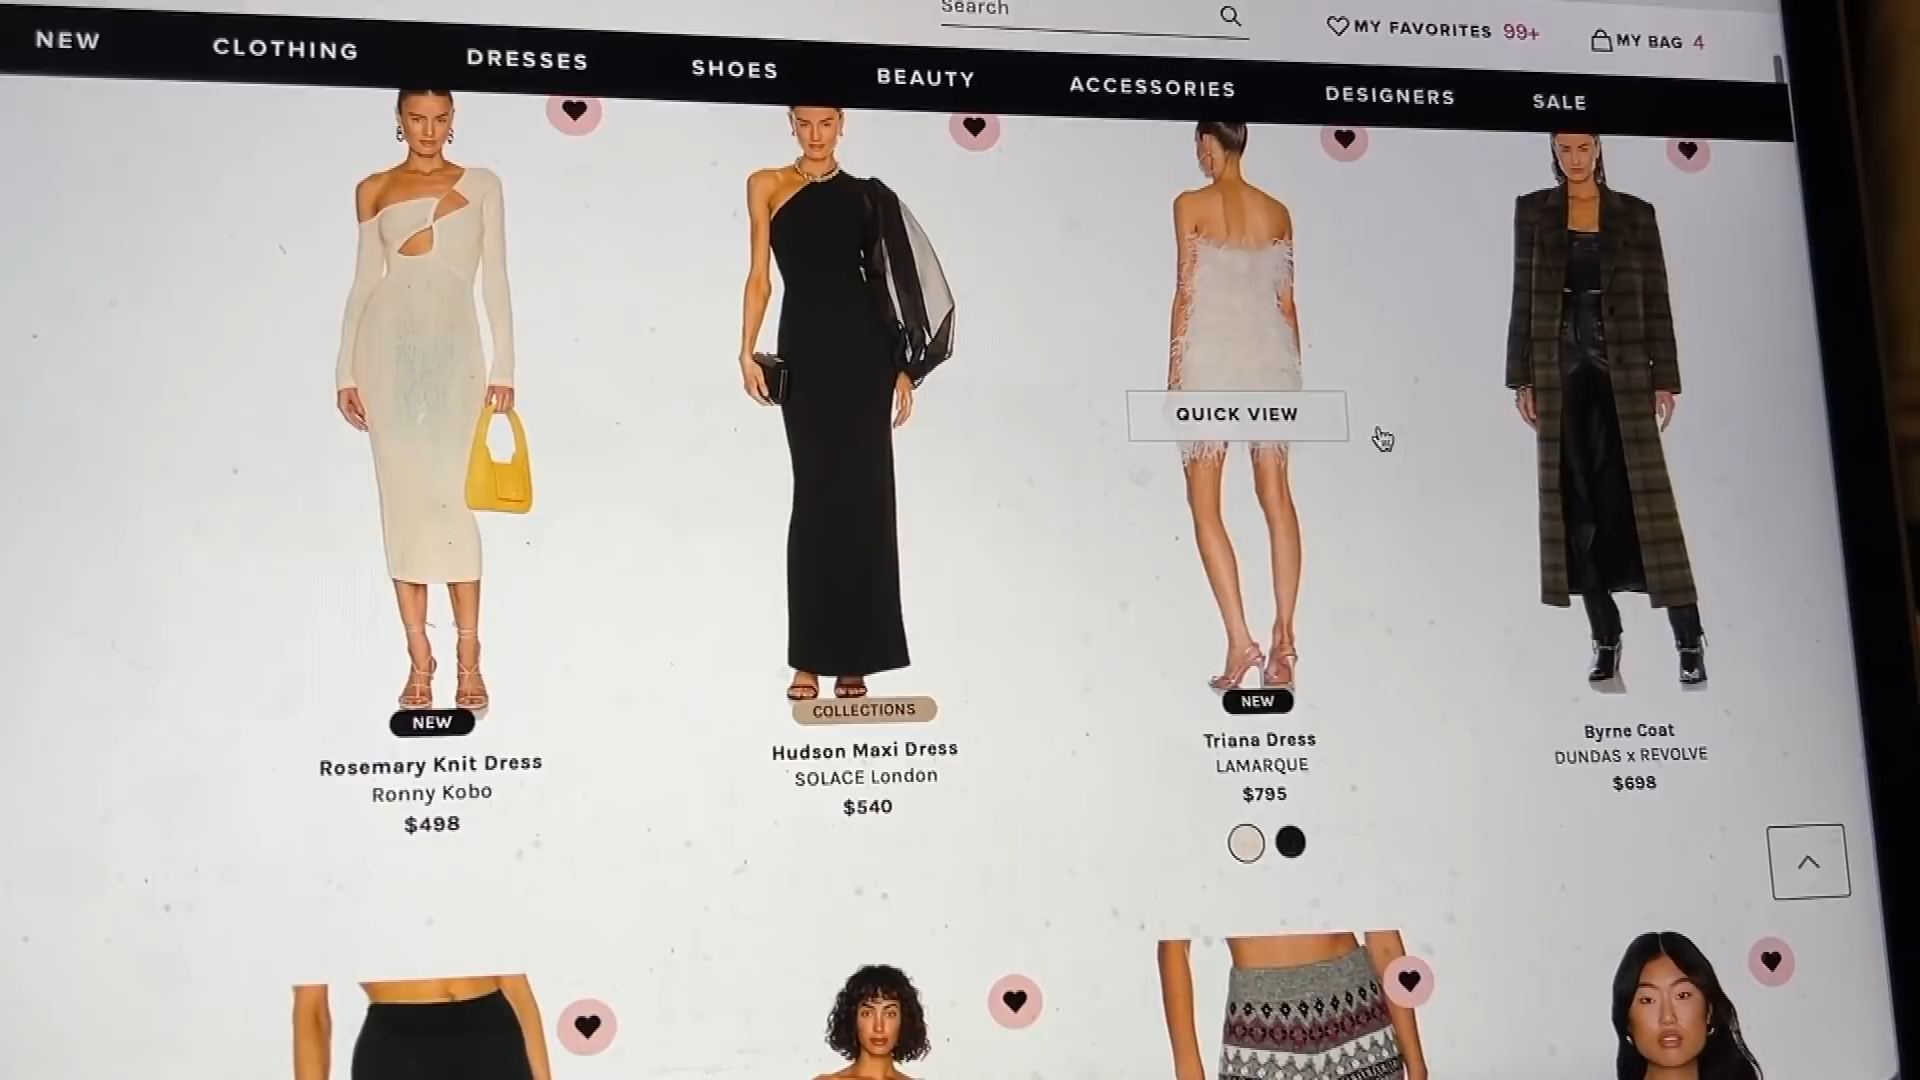 Search
MY FAVORITES 99+
MY BAG 4
NEW
CLOTHING
DRESSES
SHOES
BEAUTY
ACCESSORIES
DESIGNERS
SALE
QUICK VIEW
NEW
Rosemary Knit Dress
Ronny Kobo
$498
COLLECTIONS
Hudson Maxi Dress
SOLACE London
$540
NEW
Triana Dress
LAMARQUE
$795
Byrne Coat
DUNDAS x REVOLVE
$698